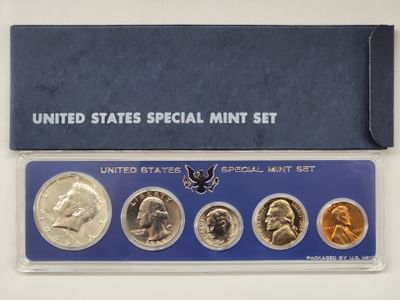 UNITED STATES SPECIAL MINT SET
UNITED STATES SPECIAL MINT SET
LIBERTY
PACKAGED BY U.S. MINT